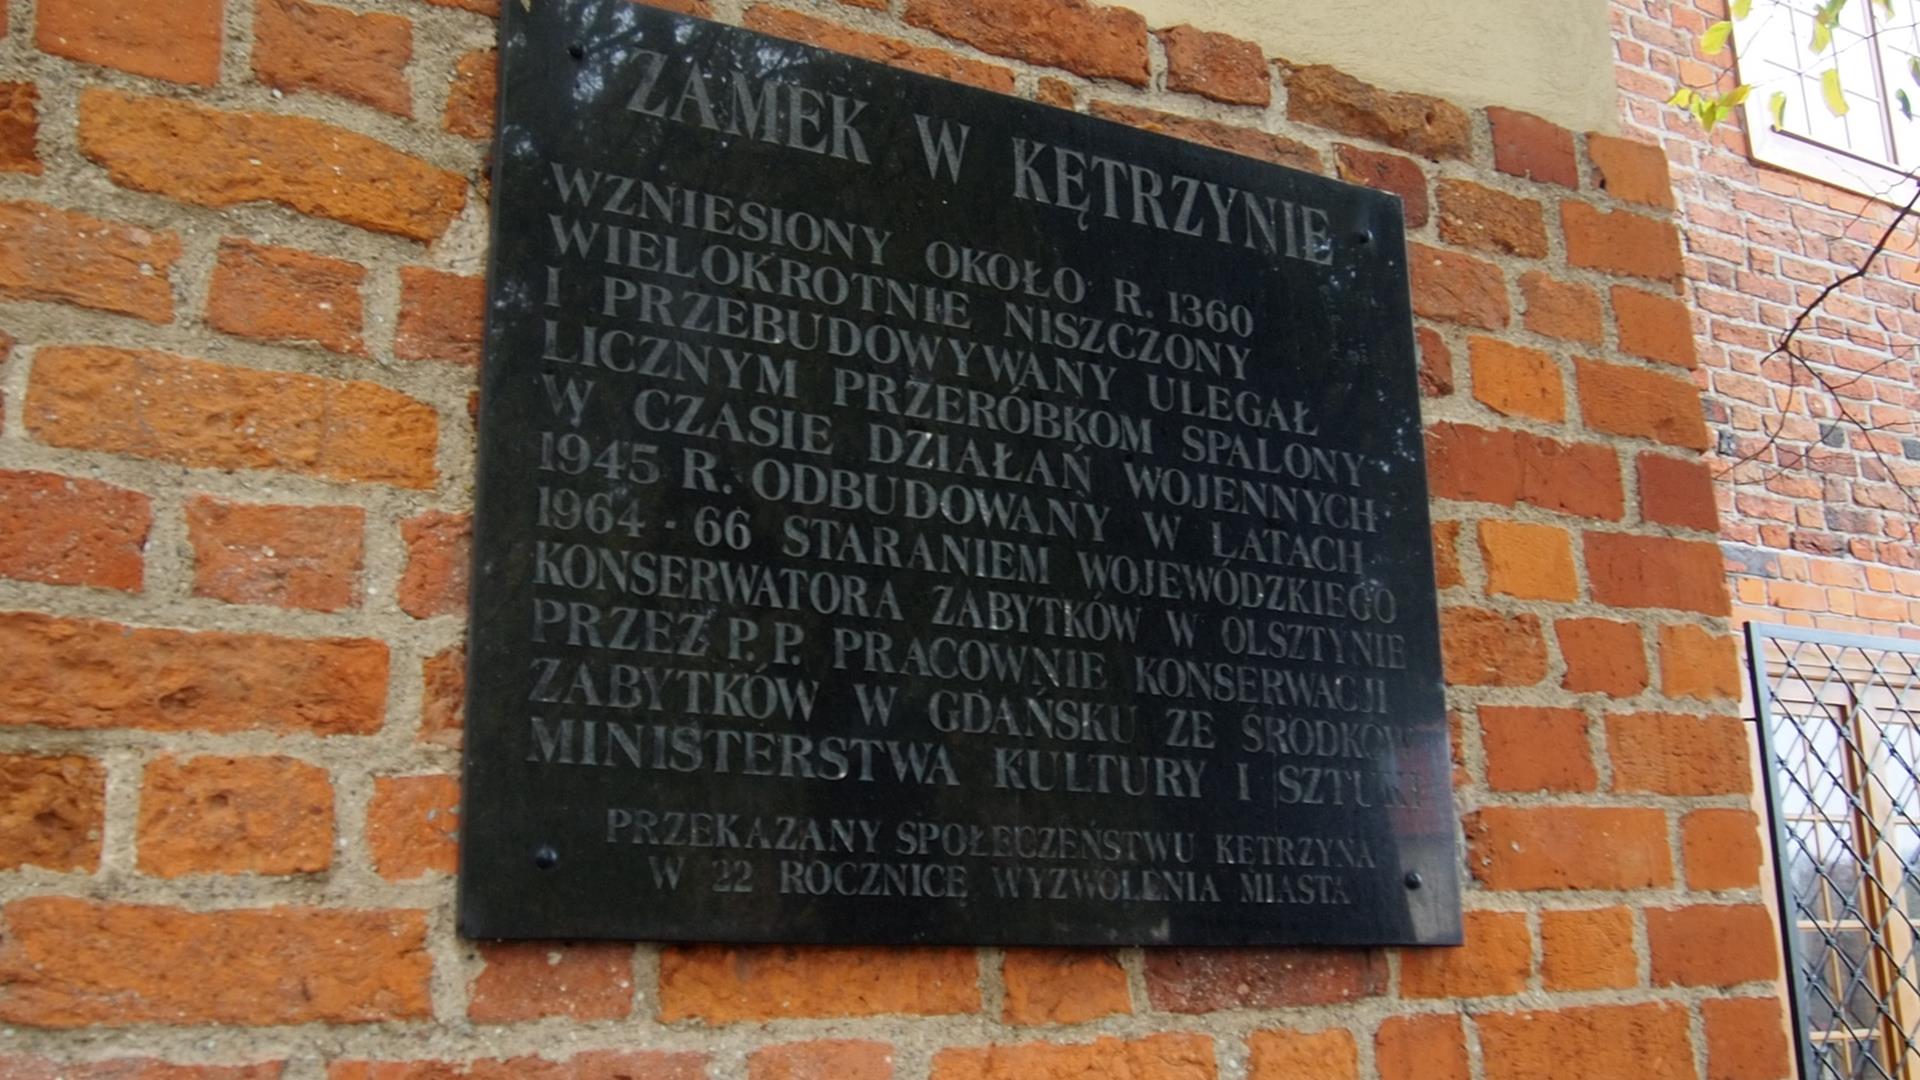 ZAMEK W KĘTRZYNIE
WZNIESIONY OKOŁO R. 1360
WIELOKROTNIE NISZCZONY
I PRZEBUDOWYWANY ULEGAŁ
LICZNYM PRZERÓBKOM SPALONY
W CZASIE DZIAŁAŃ WOJENNYCH
1945 R. ODBUDOWANY W LATACH
1964 - 66 STARANIEM WOJEWÓDZKIEGO
KONSERWATORA ZABYTKÓW W OLSZTYNIE
PRZEZ P.P. PRACOWNIE KONSERWACJI
ZABYTKÓW W GDAŃSKU ZE ŚRODKÓW
MINISTERSTWA KULTURY I SZTUKI
PRZEKAZANY SPOŁECZEŃSTWU KĘTRZYNA
W 22 ROCZNICĘ WYZWOLENIA MIASTA